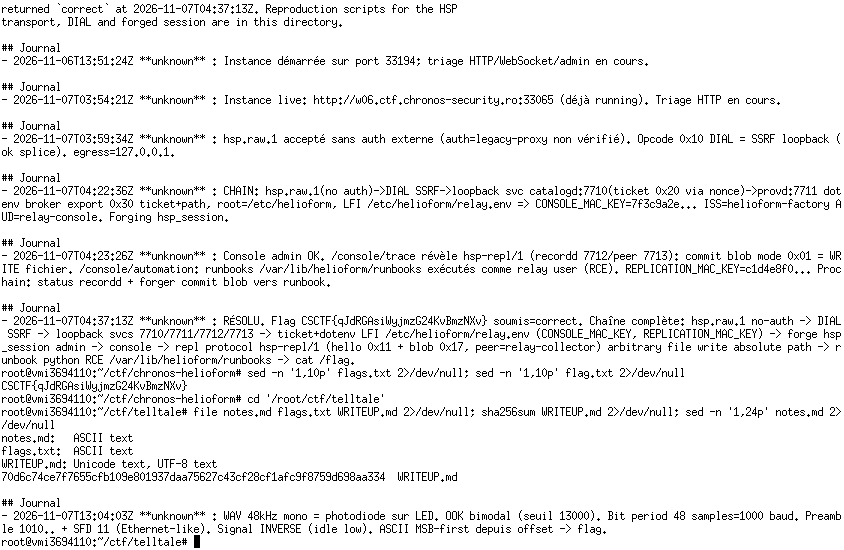 returned `correct` at 2026-11-07T04:37:13Z. Reproduction scripts for the HSP
transport, DIAL and forged session are in this directory.
## Journal
- 2026-11-06T13:51:24Z **unknown** : Instance démarrée sur port 33194; triage HTTP/WebSocket/admin en cours.
## Journal
- 2026-11-07T03:54:21Z **unknown** : Instance live: http://w06.ctf.chronos-security.ro:33065 (déjà running). Triage HTTP en cours.
## Journal
- 2026-11-07T03:59:34Z **unknown** : hsp.raw.1 accepté sans auth externe (auth=legacy-proxy non vérifié). Opcode 0x10 DIAL = SSRF loopback (
ok splice). egress=127.0.0.1.
## Journal
- 2026-11-07T04:22:36Z **unknown** : CHAIN: hsp.raw.1(no auth)->DIAL SSRF->loopback svc catalogd:7710(ticket 0x20 via nonce)->provd:7711 dot
env broker export 0x30 ticket+path, root=/etc/helioform, LFI /etc/helioform/relay.env => CONSOLE_MAC_KEY=7f3c9a2e... ISS=helioform-factory A
UD=relay-console. Forging hsp_session.
## Journal
- 2026-11-07T04:23:26Z **unknown** : Console admin OK. /console/trace révèle hsp-repl/1 (recordd 7712/peer 7713): commit blob mode 0x01 = WR
ITE fichier. /console/automation: runbooks /var/lib/helioform/runbooks exécutés comme relay user (RCE). REPLICATION_MAC_KEY=c1d4e8f0... Proc
hain: status recordd + forger commit blob vers runbook.
## Journal
- 2026-11-07T04:37:13Z **unknown** : RÉSOLU. Flag CSCTF{qJdRGAsiWyjmzG24KvBmzNXv} soumis=correct. Chaîne complète: hsp.raw.1 no-auth -> DIAL
_SSRF -> loopback svcs 7710/7711/7712/7713 -> ticket+dotenv LFI /etc/helioform/relay.env (CONSOLE_MAC_KEY, REPLICATION_MAC_KEY) -> forge hsp
_session admin -> console -> repl protocol hsp-repl/1 (hello 0x11 + blob 0x17, peer=relay-collector) arbitrary file write absolute path -> r
unbook python RCE /var/lib/helioform/runbooks -> cat /flag.
root@vmi3694110:~/ctf/chronos-helioform# sed -n '1,10p' flags.txt 2>/dev/null; sed -n '1,10p' flag.txt 2>/dev/null
CSCTF{qJdRGAsiWyjmzG24KvBmzNXv}
root@vmi3694110:~/ctf/chronos-helioform# cd '/root/ctf/telltale'
root@vmi3694110:~/ctf/telltale# file notes.md flags.txt WRITEUP.md 2>/dev/null; sha256sum WRITEUP.md 2>/dev/null; sed -n '1,24p' notes.md 2>
/dev/null
notes.md:   ASCII text
flags.txt:  ASCII text
WRITEUP.md: Unicode text, UTF-8 text
70d6c74ce7f7655cfb109e801937daa75627c43cf28cf1afc9f8759d698aa334  WRITEUP.md
## Journal
- 2026-11-07T13:04:03Z **unknown** : WAV 48kHz mono = photodiode sur LED. OOK bimodal (seuil 13000). Bit period 48 samples=1000 baud. Preamb
le 1010.. + SFD 11 (Ethernet-like). Signal INVERSE (idle low). ASCII MSB-first depuis offset -> flag.
root@vmi3694110:~/ctf/telltale#